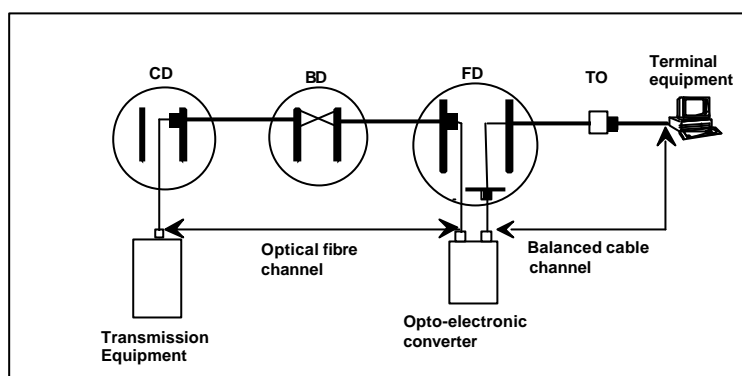 CD
BD
FD
TO
Terminal
equipment
Optical fibre
channel
Balanced cable
channel
Transmission
Equipment
Opto-electronic
converter